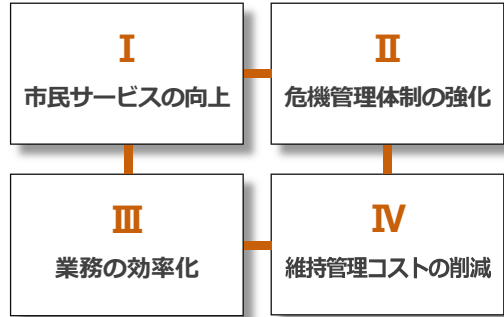 Ⅰ
市民サービスの向上
Ⅱ
危機管理体制の強化
Ⅲ
業務の効率化
Ⅳ
維持管理コストの削減